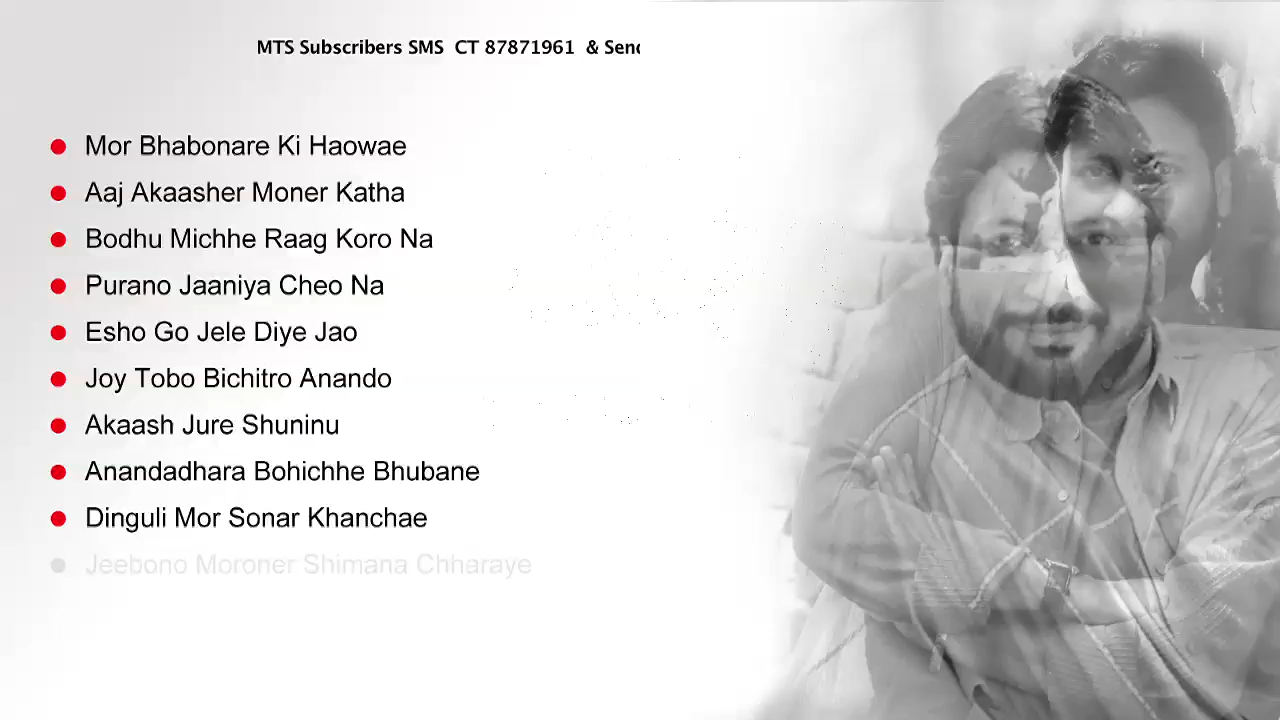 MTS Subscribers SMS CT 87871961 & Send
Mor Bhabonare Ki Haowae
Aaj Akaasher Moner Katha
Bodhu Michhe Raag Koro Na
Purano Jaaniya Cheo Na
Esho Go Jele Diye Jao
Joy Tobo Bichitro Anando
Akaash Jure Shuninu
Anandadhara Bohichhe Bhubane
Dinguli Mor Sonar Khanchae
Jeebono Moroner Shimana Chharaye